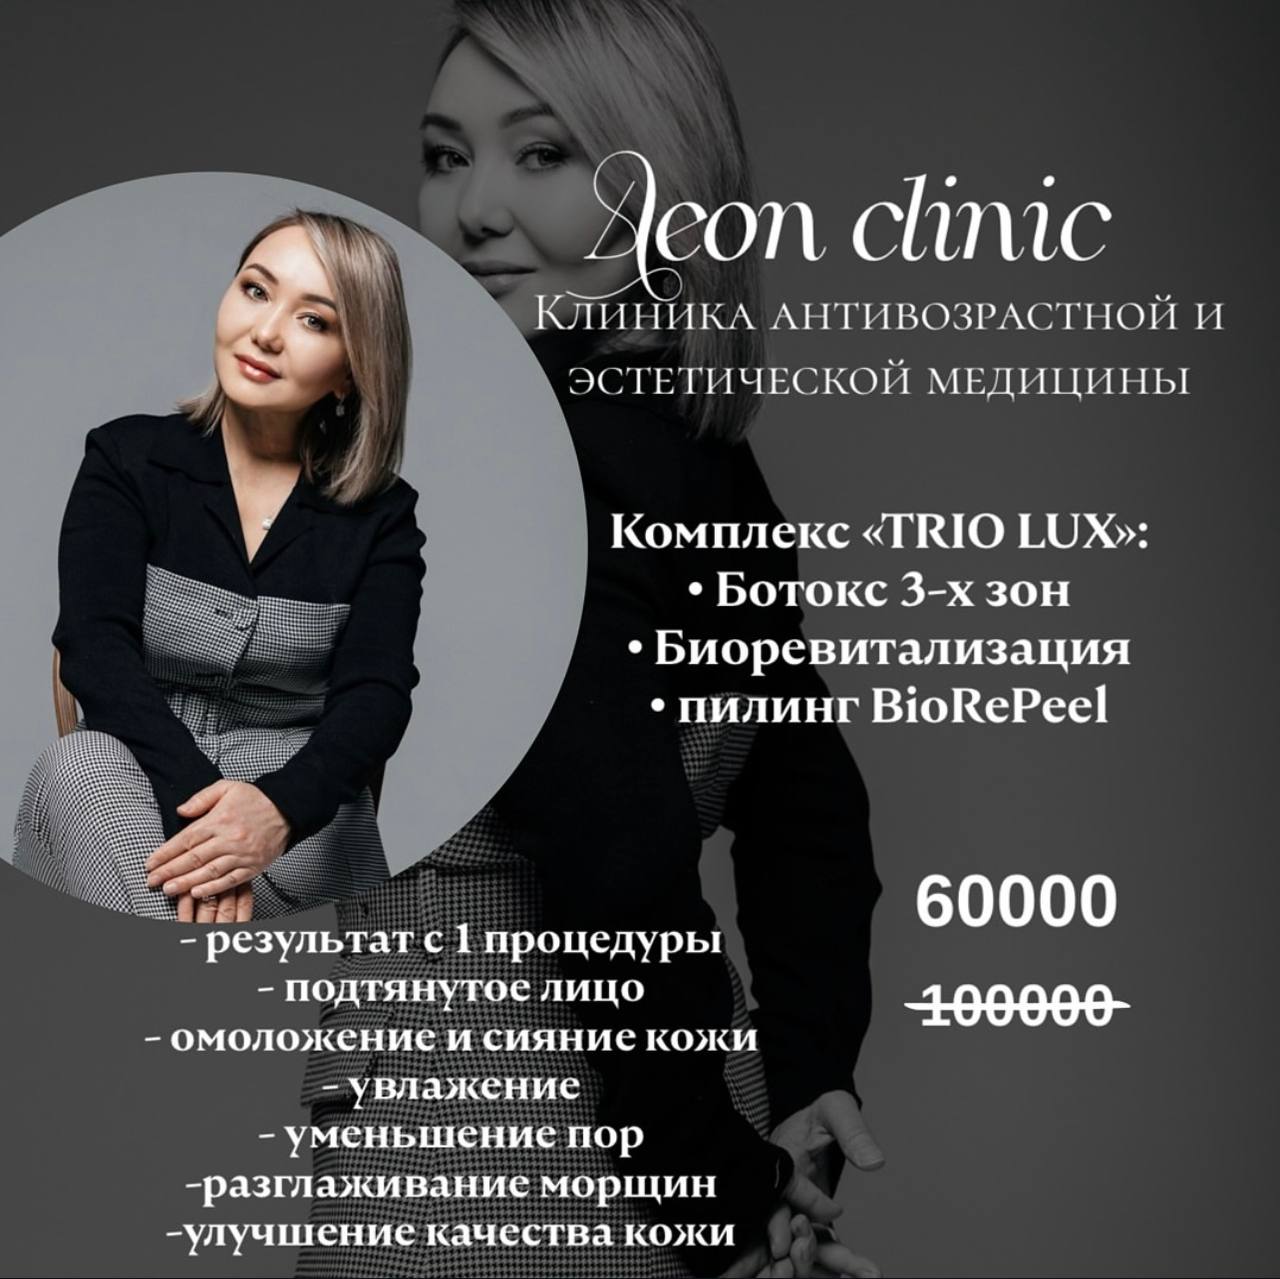 Aeon clinic
Клиника антивозрастной и
эстетической медицины
Комплекс «TRIO LUX»:
• Ботокс 3-х зон
• Биоревитализация
• пилинг BioRePeel
60000
100000
- результат с 1 процедуры
- подтянутое лицо
- омоложение и сияние кожи
- увлажение
- уменьшение пор
-разглаживание морщин
-улучшение качества кожи